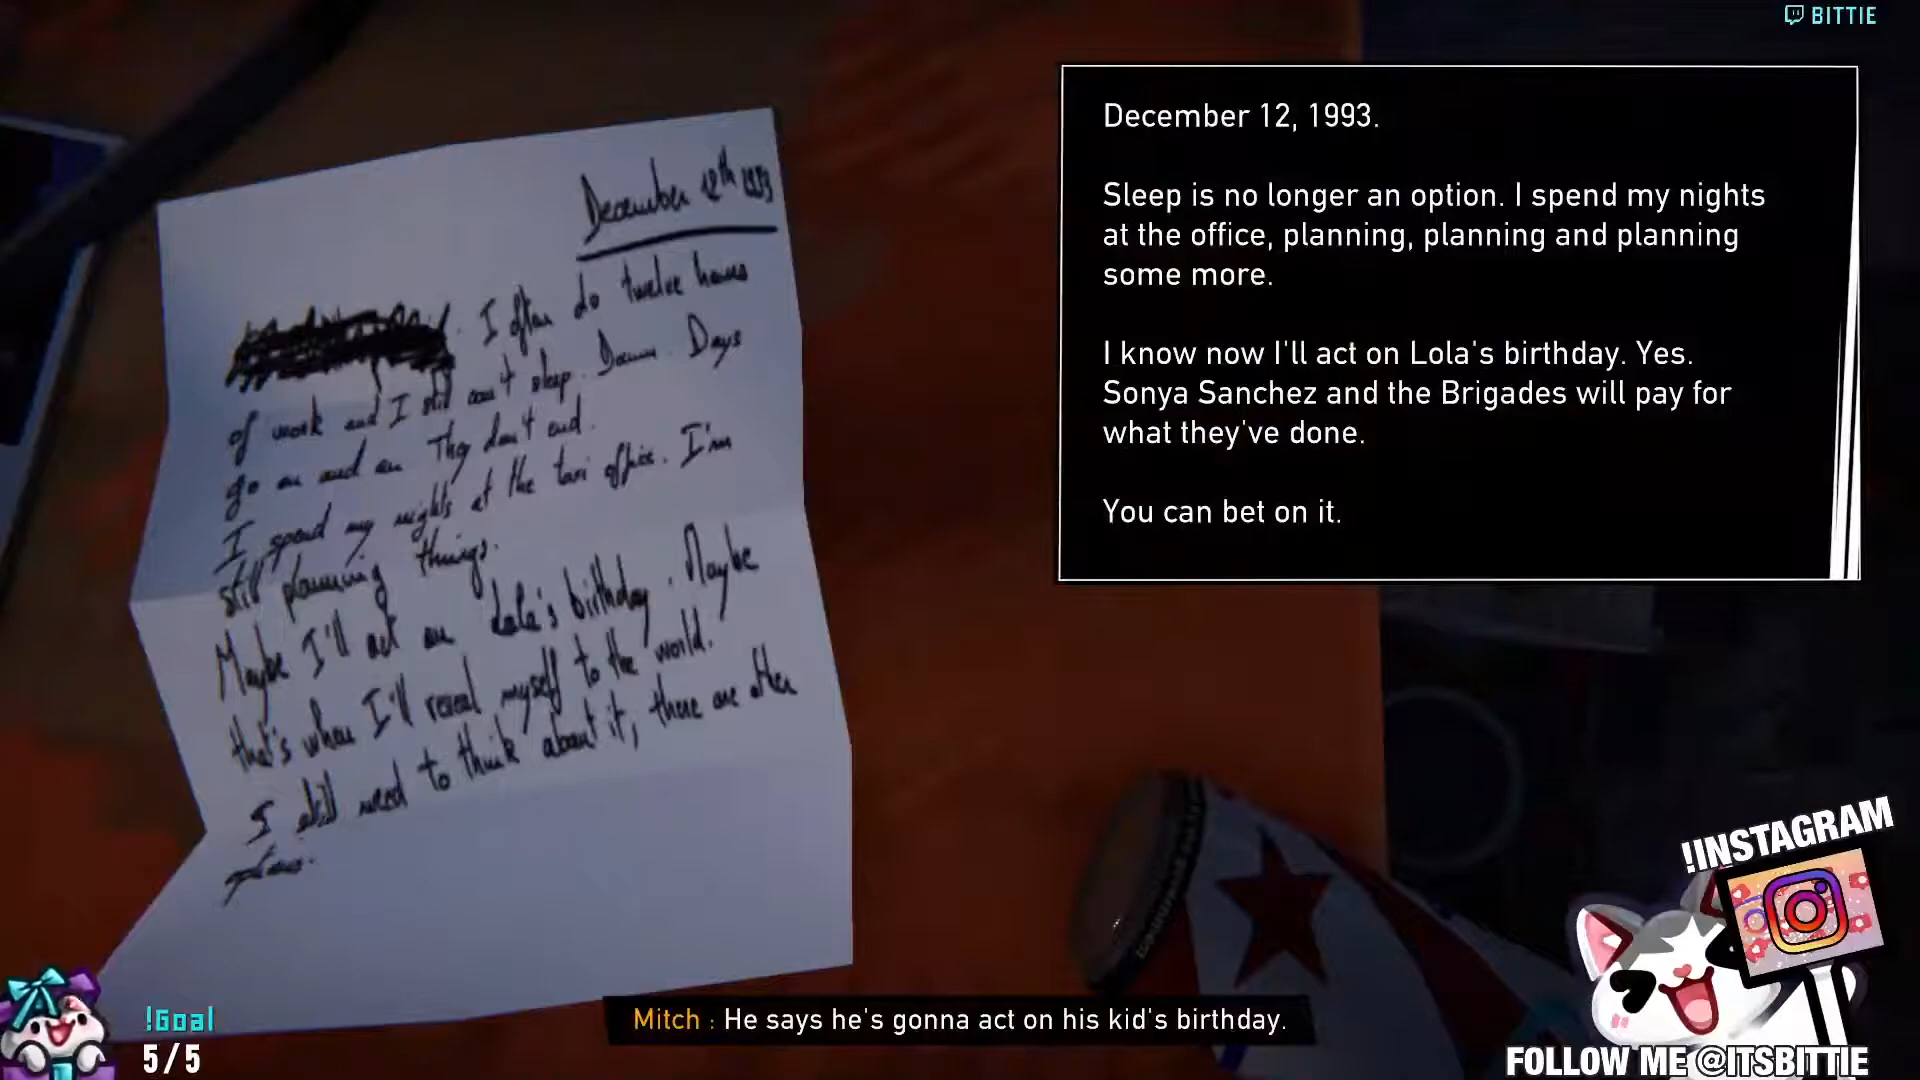 BITTIE
December 12th 1993
. I often do twelve hours
of work and I still can't sleep. Damn. Days
go on and on. They don't end.
I spend my nights at the taxi office. I'm
still planning things.
Maybe I'll act on Lola's birthday. Maybe
that's when I'll reveal myself to the world.
I still need to think about it, there are other
plans.
December 12, 1993.
Sleep is no longer an option. I spend my nights
at the office, planning, planning and planning
some more.
I know now I'll act on Lola's birthday. Yes.
Sonya Sanchez and the Brigades will pay for
what they've done.
You can bet on it.
!INSTAGRAM
!Goal
5/5
Mitch : He says he's gonna act on his kid's birthday.
FOLLOW ME @ITSBITTIE